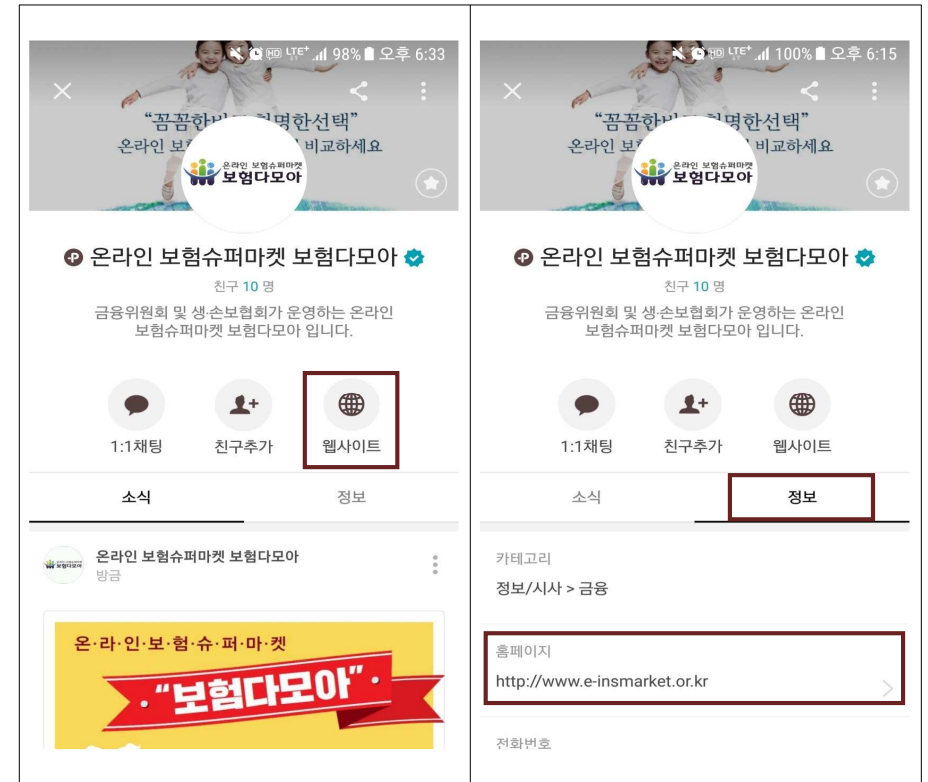 HD LTE+ 98% 오후 6:33
“꼼꼼한 한선택”
온라인 보 비교하세요
온라인 보험슈퍼마켓
보험다모아
온라인 보험슈퍼마켓 보험다모아
친구 10 명
금융위원회 및 생·손보협회가 운영하는 온라인
보험슈퍼마켓 보험다모아 입니다.
1:1채팅 친구추가 웹사이트
소식 정보
온라인 보험슈퍼마켓 보험다모아
방금
온·라·인·보·험·슈·퍼·마·켓
“보험다모아”
HD LTE+ 100% 오후 6:15
“꼼꼼한 한선택”
온라인 보 비교하세요
온라인 보험슈퍼마켓
보험다모아
온라인 보험슈퍼마켓 보험다모아
친구 10 명
금융위원회 및 생·손보협회가 운영하는 온라인
보험슈퍼마켓 보험다모아 입니다.
1:1채팅 친구추가 웹사이트
소식 정보
카테고리
정보/시사 > 금융
홈페이지
http://www.e-insmarket.or.kr
전화번호